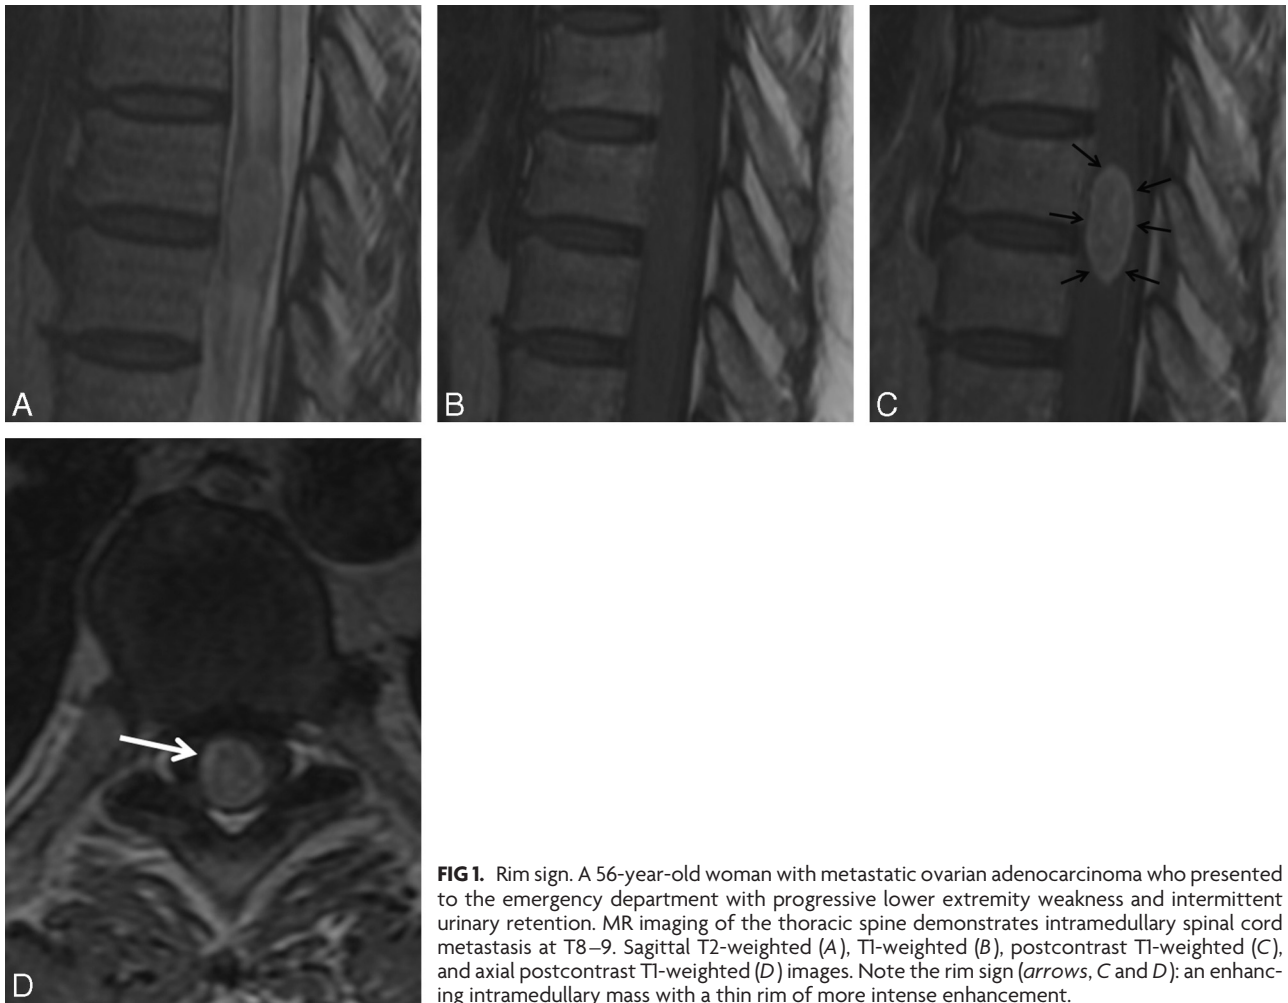 A
B
C
D
FIG 1. Rim sign. A 56-year-old woman with metastatic ovarian adenocarcinoma who presented
to the emergency department with progressive lower extremity weakness and intermittent
urinary retention. MR imaging of the thoracic spine demonstrates intramedullary spinal cord
metastasis at T8–9. Sagittal T2-weighted (A), T1-weighted (B), postcontrast T1-weighted (C),
and axial postcontrast T1-weighted (D) images. Note the rim sign (arrows, C and D): an enhanc-
ing intramedullary mass with a thin rim of more intense enhancement.